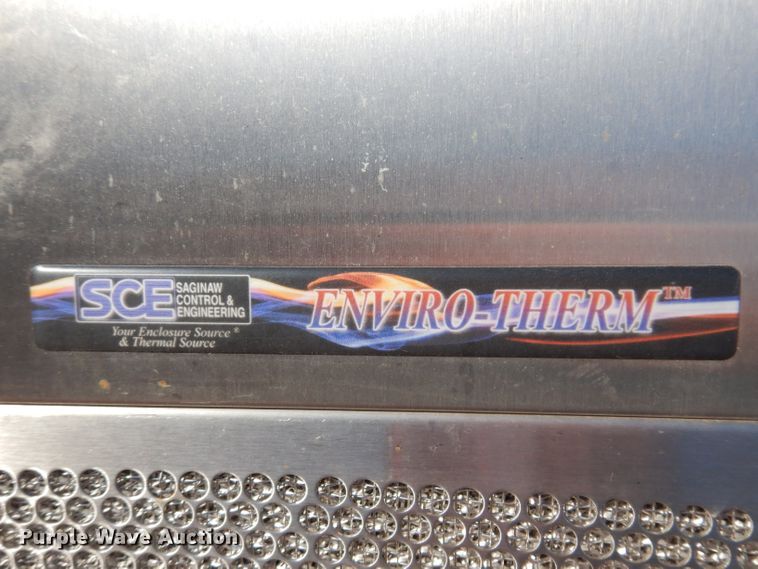 SCE
SAGINAW
CONTROL &
ENGINEERING
Your Enclosure Source ®
& Thermal Source
ENVIRO-THERM™
Purple Wave Auction